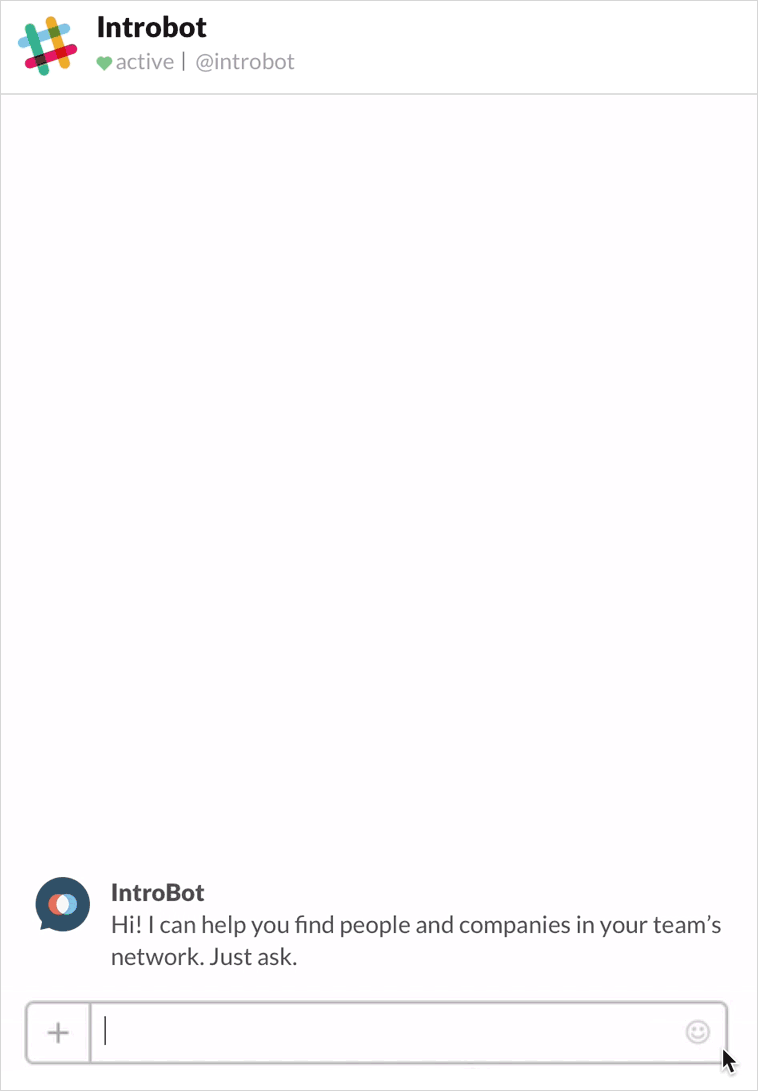 Introbot
active | @introbot
IntroBot
Hi! I can help you find people and companies in your team’s
network. Just ask.